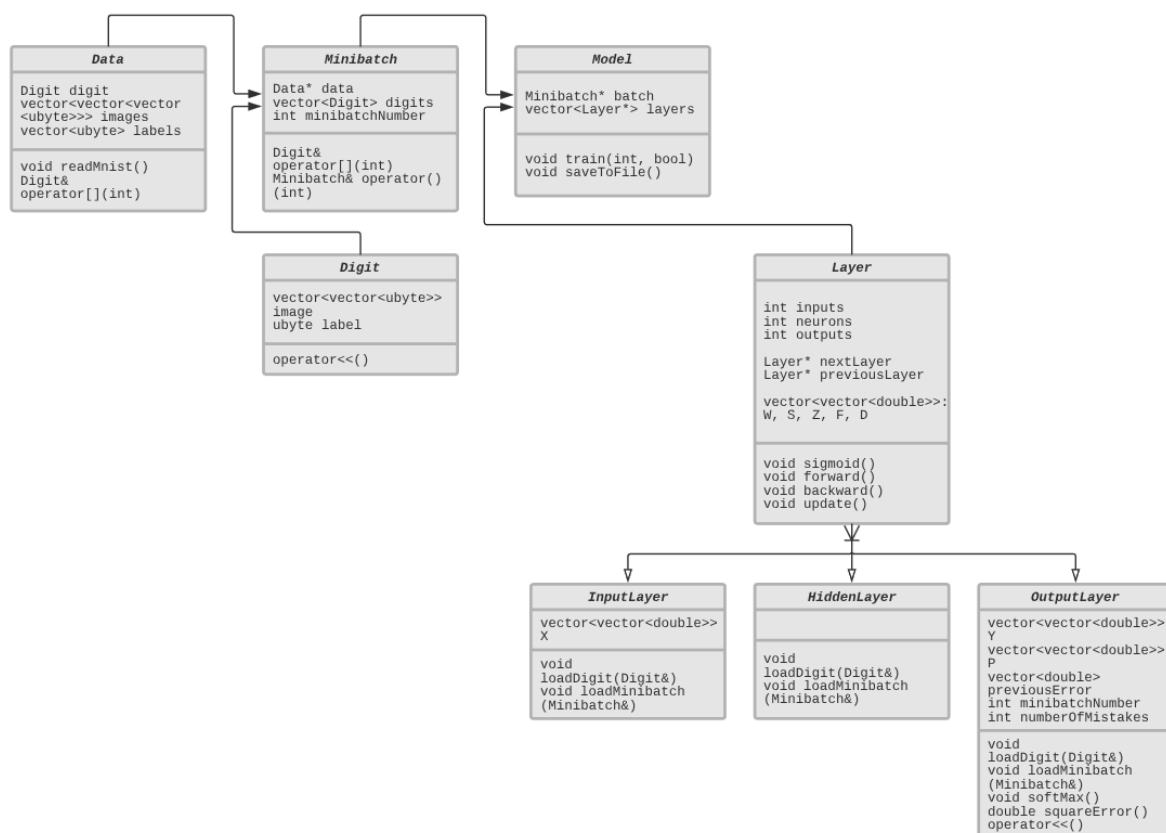 Data
Digit digit
vector<vector<vector
<ubyte>>> images
vector<ubyte> labels
void readMnist()
Digit&
operator[](int)
Minibatch
Data* data
vector<Digit> digits
int minibatchNumber
Digit&
operator[](int)
Minibatch& operator()
(int)
Model
Minibatch* batch
vector<Layer*> layers
void train(int, bool)
void saveToFile()
Digit
vector<vector<ubyte>>
image
ubyte label
operator<<()
Layer
int inputs
int neurons
int outputs
Layer* nextLayer
Layer* previousLayer
vector<vector<double>>:
W, S, Z, F, D
void sigmoid()
void forward()
void backward()
void update()
InputLayer
vector<vector<double>>
X
void
loadDigit(Digit&)
void loadMinibatch
(Minibatch&)
HiddenLayer
void
loadDigit(Digit&)
void loadMinibatch
(Minibatch&)
OutputLayer
vector<vector<double>>
Y
vector<vector<double>>
P
vector<double>
previousError
int minibatchNumber
int numberOfMistakes
void
loadDigit(Digit&)
void loadMinibatch
(Minibatch&)
void softMax()
double squareError()
operator<<()